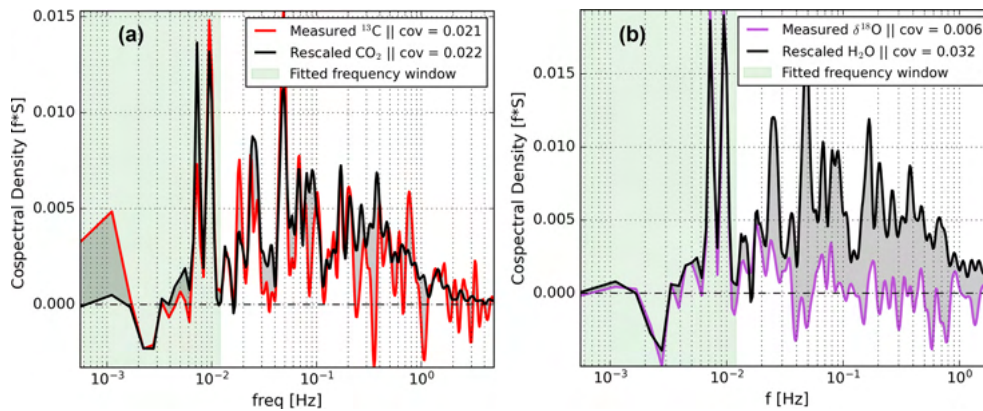 (a)
Measured ¹³C || cov = 0.021
Rescaled CO₂ || cov = 0.022
Fitted frequency window
Cospectral Density [f*S]
0.015
0.010
0.005
0.000
10⁻³
10⁻²
10⁻¹
10⁰
freq [Hz]
(b)
Measured δ¹⁸O || cov = 0.006
Rescaled H₂O || cov = 0.032
Fitted frequency window
Cospectral Density [f*S]
0.015
0.010
0.005
0.000
10⁻³
10⁻²
10⁻¹
10⁰
f [Hz]